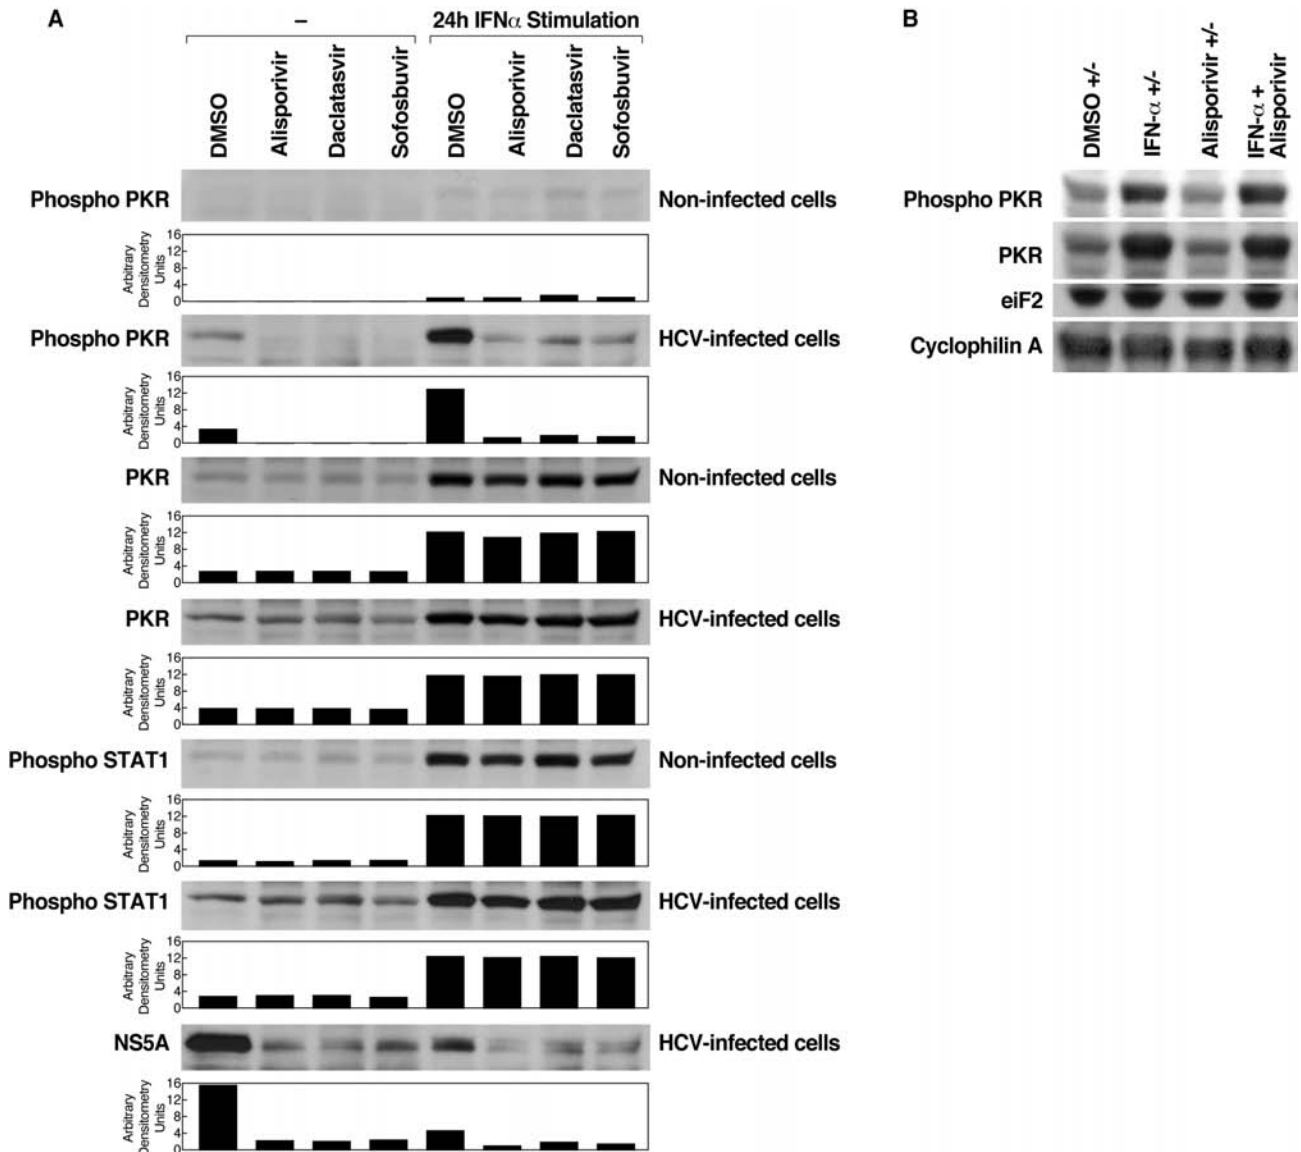 A
–
24h IFNα Stimulation
DMSO
Alisporivir
Daclatasvir
Sofosbuvir
DMSO
Alisporivir
Daclatasvir
Sofosbuvir
Phospho PKR
Non-infected cells
Arbitrary
Densitometry
Units
16
12
8
4
0
Phospho PKR
HCV-infected cells
Arbitrary
Densitometry
Units
16
12
8
4
0
PKR
Non-infected cells
Arbitrary
Densitometry
Units
16
12
8
4
0
PKR
HCV-infected cells
Arbitrary
Densitometry
Units
16
12
8
4
0
Phospho STAT1
Non-infected cells
Arbitrary
Densitometry
Units
16
12
8
4
0
Phospho STAT1
HCV-infected cells
Arbitrary
Densitometry
Units
16
12
8
4
0
NS5A
HCV-infected cells
Arbitrary
Densitometry
Units
16
12
8
4
0
B
DMSO +/-
IFN-α +/-
Alisporivir +/-
IFN-α +
Alisporivir
Phospho PKR
PKR
eiF2
Cyclophilin A